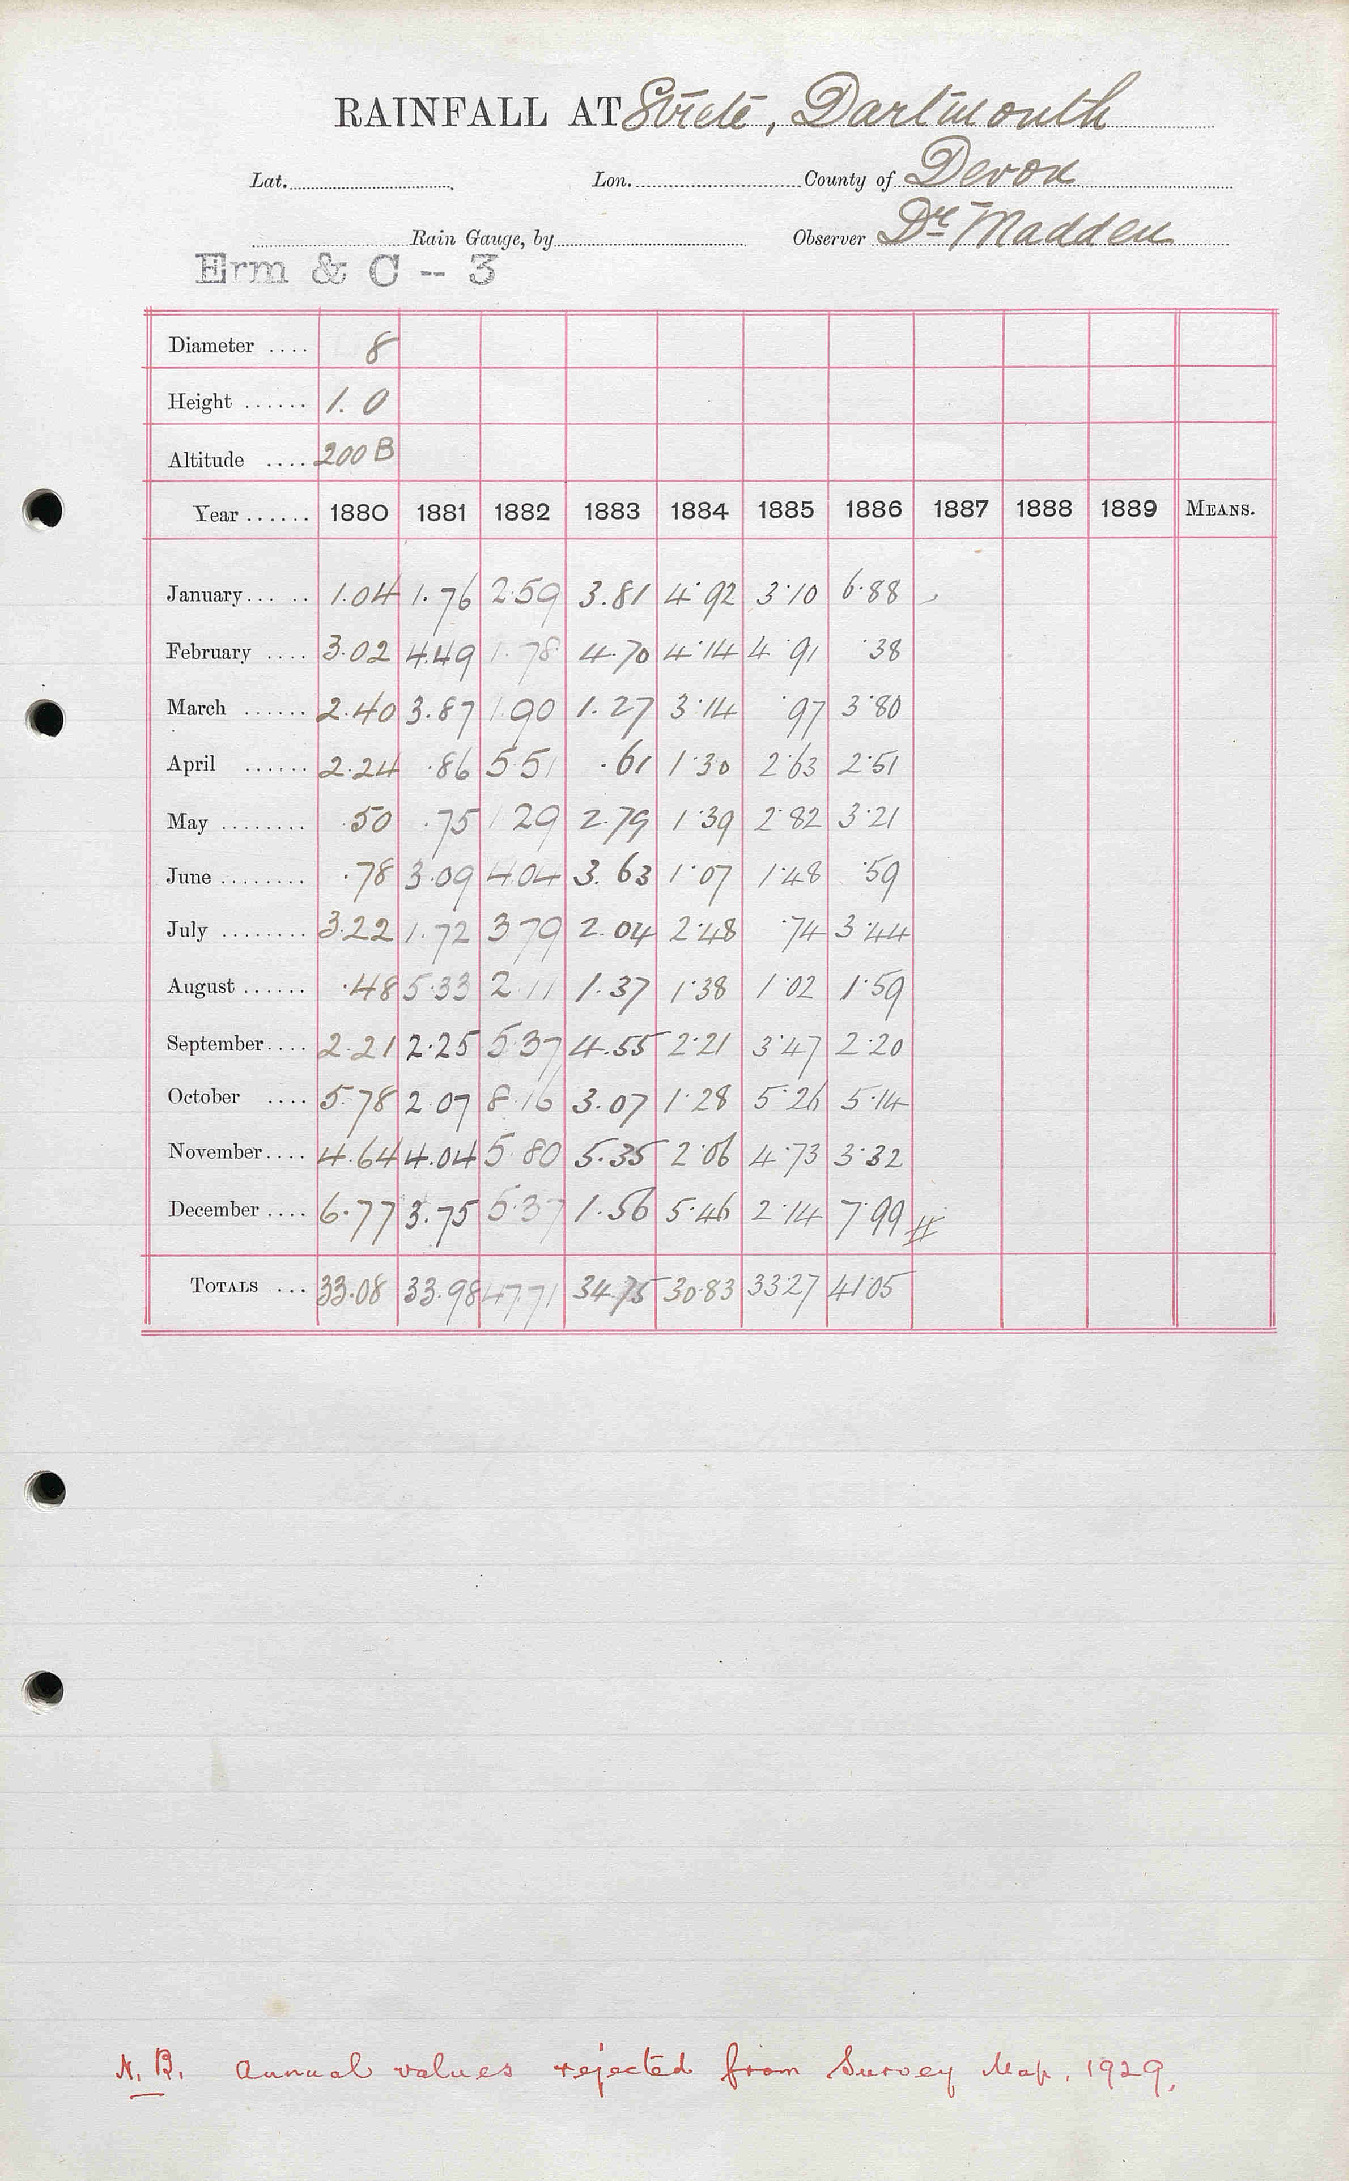 RAINFALL AT Strete, Dartmouth
Lat. Lon. County of Devon
Rain Gauge, by Observer Dr. Madden
Erm & C - 3
Diameter .... 8
Height ...... 1.0
Altitude .... 200 B
Year ...... 1880 1881 1882 1883 1884 1885 1886 1887 1888 1889 MEANS.
January... .. 1.04 1.76 2.59 3.81 4.92 3.10 6.88
February .... 3.02 4.49 1.78 4.70 4.14 4.91 .38
March ...... 2.40 3.87 1.90 1.27 3.14 .97 3.80
April ...... 2.24 .86 5.51 .61 1.30 2.63 2.51
May ........ .50 .75 1.29 2.79 1.39 2.82 3.21
June ........ .78 3.09 4.04 3.63 1.07 1.48 .59
July ........ 3.22 1.72 3.79 2.04 2.48 .74 3.44
August ...... .48 5.33 2.11 1.37 1.38 1.02 1.59
September.... 2.21 2.25 5.37 4.55 2.21 3.47 2.20
October .... 5.78 2.07 8.16 3.07 1.28 5.26 5.14
November.... 4.64 4.04 5.80 5.35 2.06 4.73 3.32
December .... 6.77 3.75 5.37 1.56 5.46 2.14 7.99 #
TOTALS ... 33.08 33.98 47.71 34.75 30.83 33.27 41.05
N.B. Annual values rejected from Survey Map. 1929.